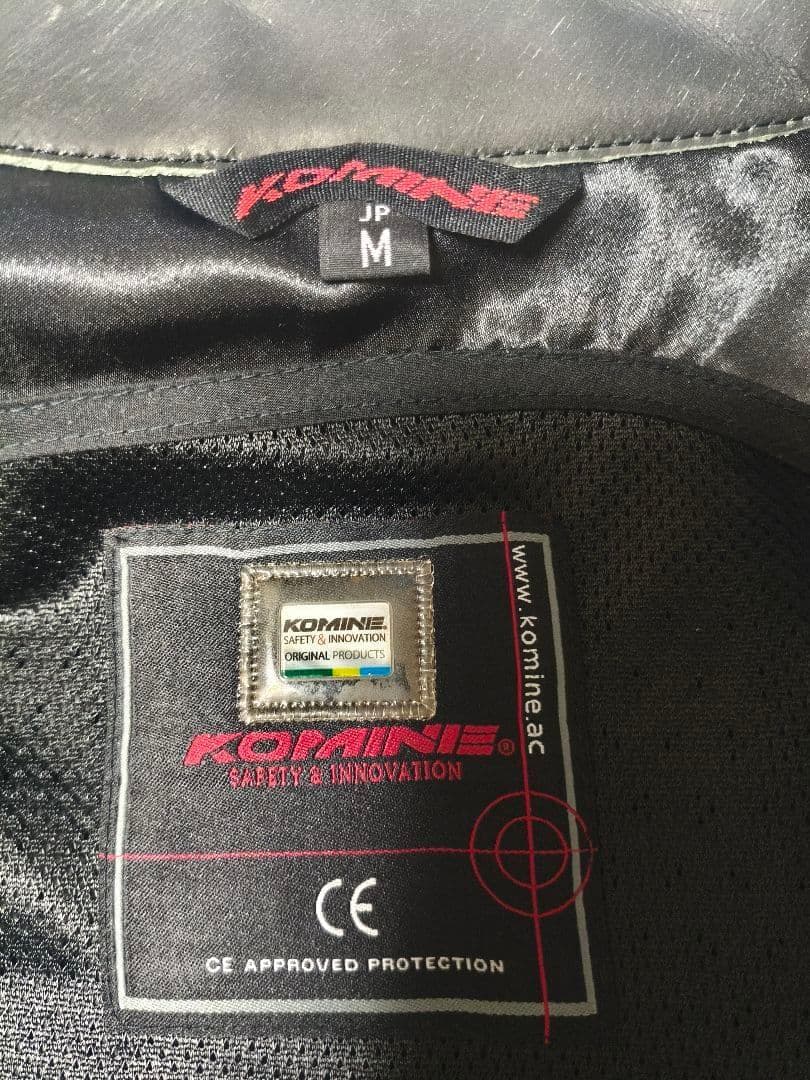 KOMINE
JP
M
KOMINE
SAFETY & INNOVATION
ORIGINAL PRODUCTS
www.komine.ac
KOMINE®
SAFETY & INNOVATION
CE
CE APPROVED PROTECTION